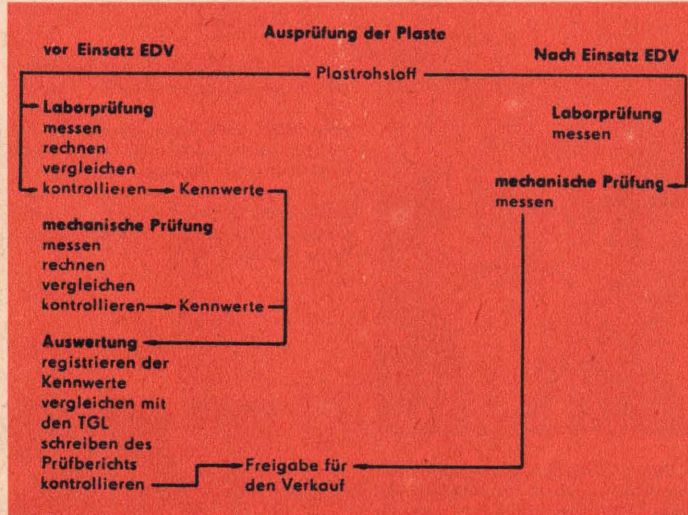 Ausprüfung der Plaste
vor Einsatz EDV
Nach Einsatz EDV
Plastrohstoff
Laborprüfung
messen
rechnen
vergleichen
kontrollieren
Kennwerte
mechanische Prüfung
messen
rechnen
vergleichen
kontrollieren
Kennwerte
Auswertung
registrieren der
Kennwerte
vergleichen mit
den TGL
schreiben des
Prüfberichts
kontrollieren
Freigabe für
den Verkauf
Laborprüfung
messen
mechanische Prüfung
messen